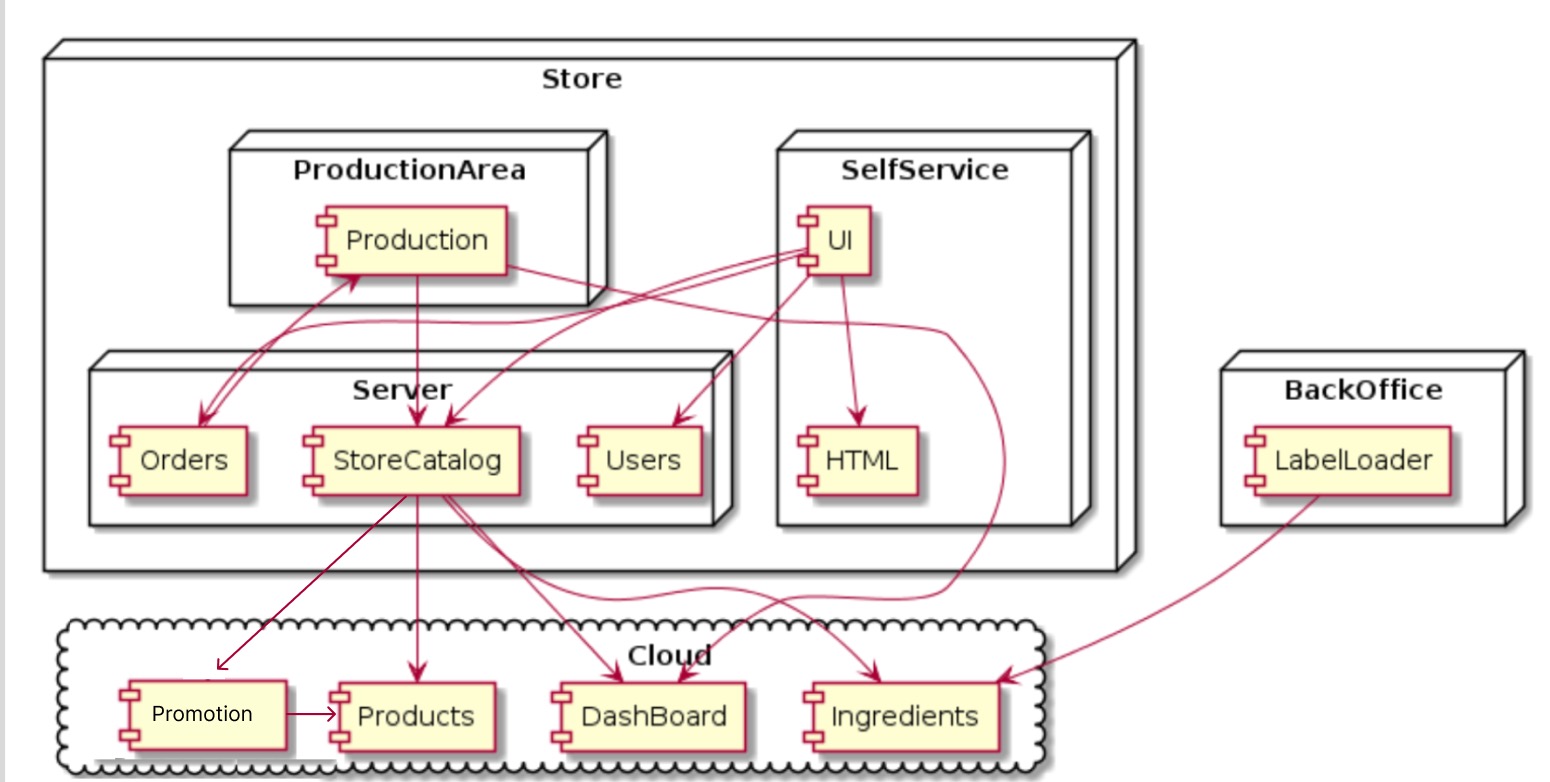 Store
ProductionArea
SelfService
Production
UI
Server
BackOffice
Orders
StoreCatalog
Users
HTML
LabelLoader
Cloud
Promotion
Products
DashBoard
Ingredients